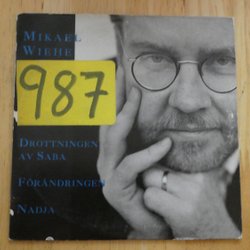 MIKAEL
WIEHE
987
DROTTNINGEN
AV SABA
FÖRÄNDRINGEN
NADJA